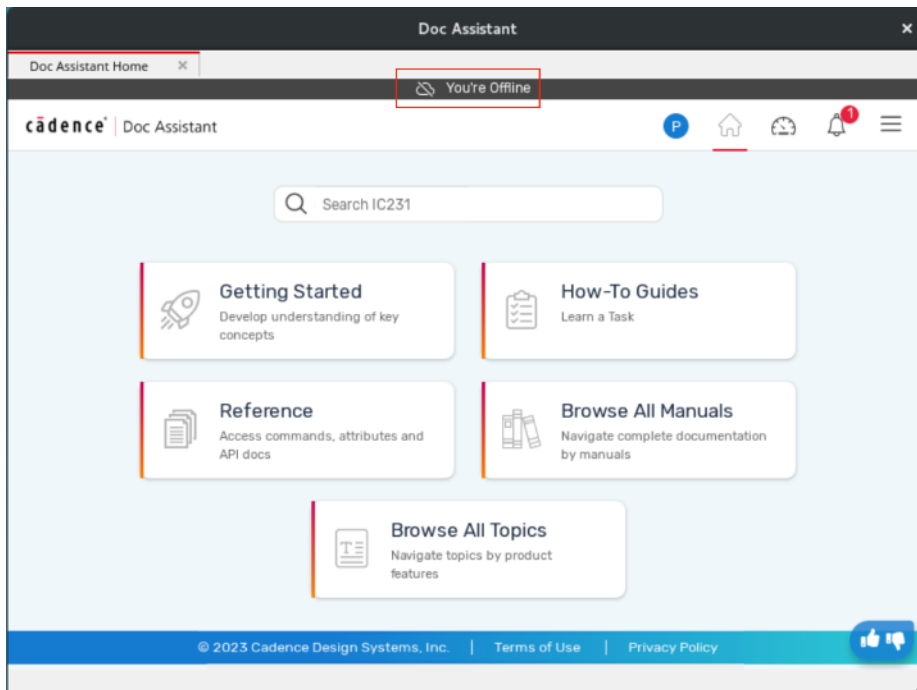 Doc Assistant
Doc Assistant Home
You're Offline
cādence® Doc Assistant
P
1
Search IC231
Getting Started
Develop understanding of key
concepts
How-To Guides
Learn a Task
Reference
Access commands, attributes and
API docs
Browse All Manuals
Navigate complete documentation
by manuals
Browse All Topics
Navigate topics by product
features
© 2023 Cadence Design Systems, Inc. | Terms of Use | Privacy Policy